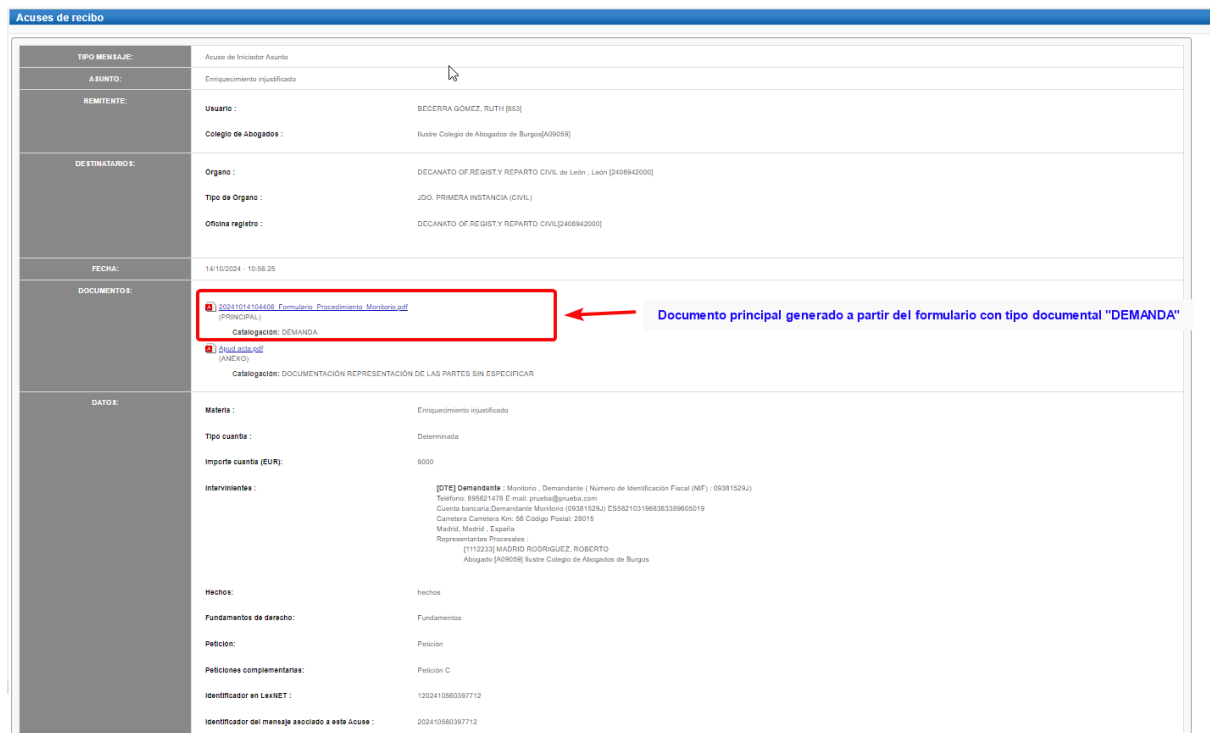 Acuses de recibo
TIPO MENSAJE: Acuse de Iniciador Asunto
ASUNTO: Enriquecimiento injustificado
REMITENTE:
Usuario : BECERRA GÓMEZ, RUTH [853]
Colegio de Abogados : Ilustre Colegio de Abogados de Burgos[A09059]
DESTINATARIOS:
Órgano : DECANATO OF.REGIST.Y REPARTO CIVIL de León , León [2408942000]
Tipo de Órgano : JDO. PRIMERA INSTANCIA (CIVIL)
Oficina registro : DECANATO OF.REGIST.Y REPARTO CIVIL[2408942000]
FECHA: 14/10/2024 - 10:56:25
DOCUMENTOS:
20241014104406_Formulario_Procedimiento_Monitorio.pdf
(PRINCIPAL)
Catalogación: DEMANDA
Documento principal generado a partir del formulario con tipo documental "DEMANDA"
Apud acta.pdf
(ANEXO)
Catalogación: DOCUMENTACIÓN REPRESENTACIÓN DE LAS PARTES SIN ESPECIFICAR
DATOS:
Materia : Enriquecimiento injustificado
Tipo cuantía : Determinada
Importe cuantía (EUR): 9000
Intervinientes : [DTE] Demandante : Monitorio , Demandante ( Número de Identificación Fiscal (NIF) : 09381529J)
Teléfono: 895621478 E-mail: prueba@prueba.com
Cuenta bancaria:Demandante Monitorio (09381529J) ES5821031968383389605019
Carretera Carretera Km: 56 Código Postal: 28015
Madrid, Madrid , España
Representantes Procesales :
[1112233] MADRID RODRIGUEZ, ROBERTO
Abogado [A09059] Ilustre Colegio de Abogados de Burgos
Hechos: hechos
Fundamentos de derecho: Fundamentos
Petición: Petición
Peticiones complementarias: Petición C
Identificador en LexNET : 1202410560397712
Identificador del mensaje asociado a este Acuse : 202410560397712